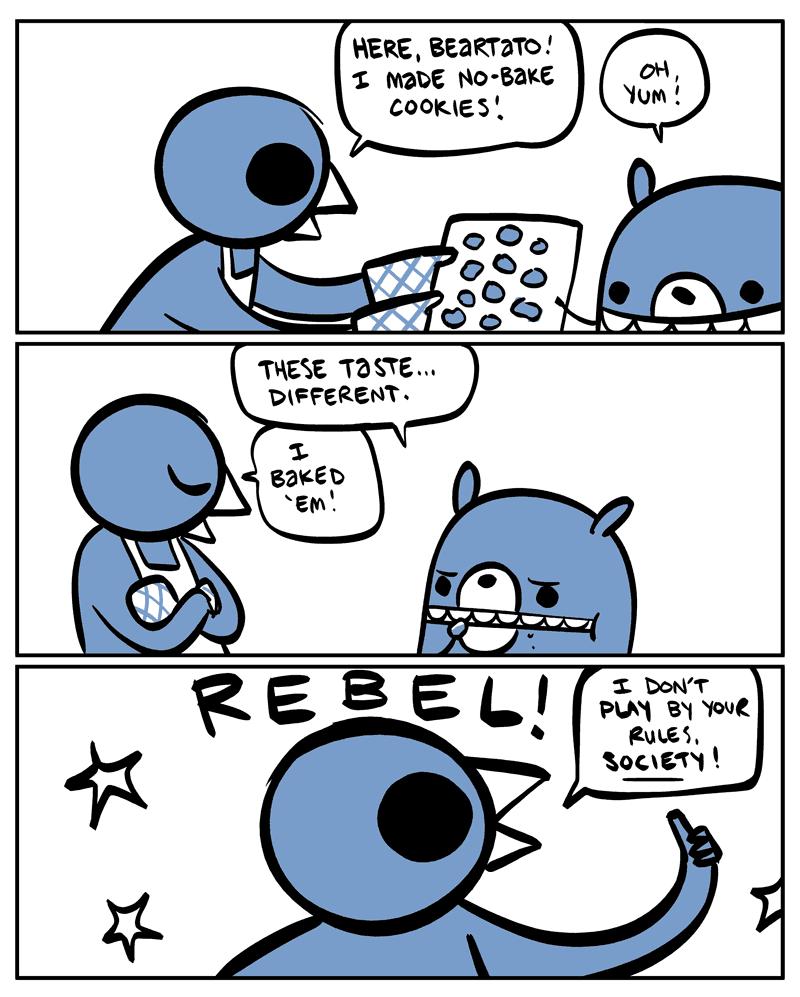 HERE, BEARTATO!
I MADE NO-BAKE
COOKIES!
OH,
YUM!
THESE TASTE...
DIFFERENT.
I
BAKED
'EM!
REBEL!
I DON'T
PLAY BY YOUR
RULES,
SOCIETY!